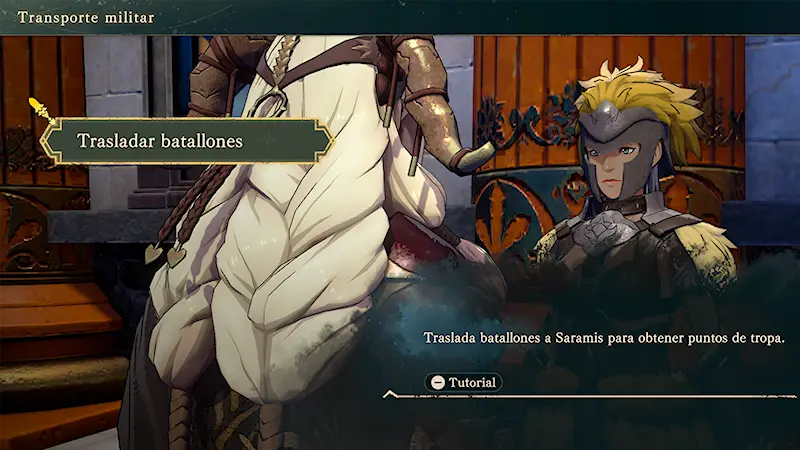 Transporte militar
Trasladar batallones
Traslada batallones a Saramis para obtener puntos de tropa.
Tutorial